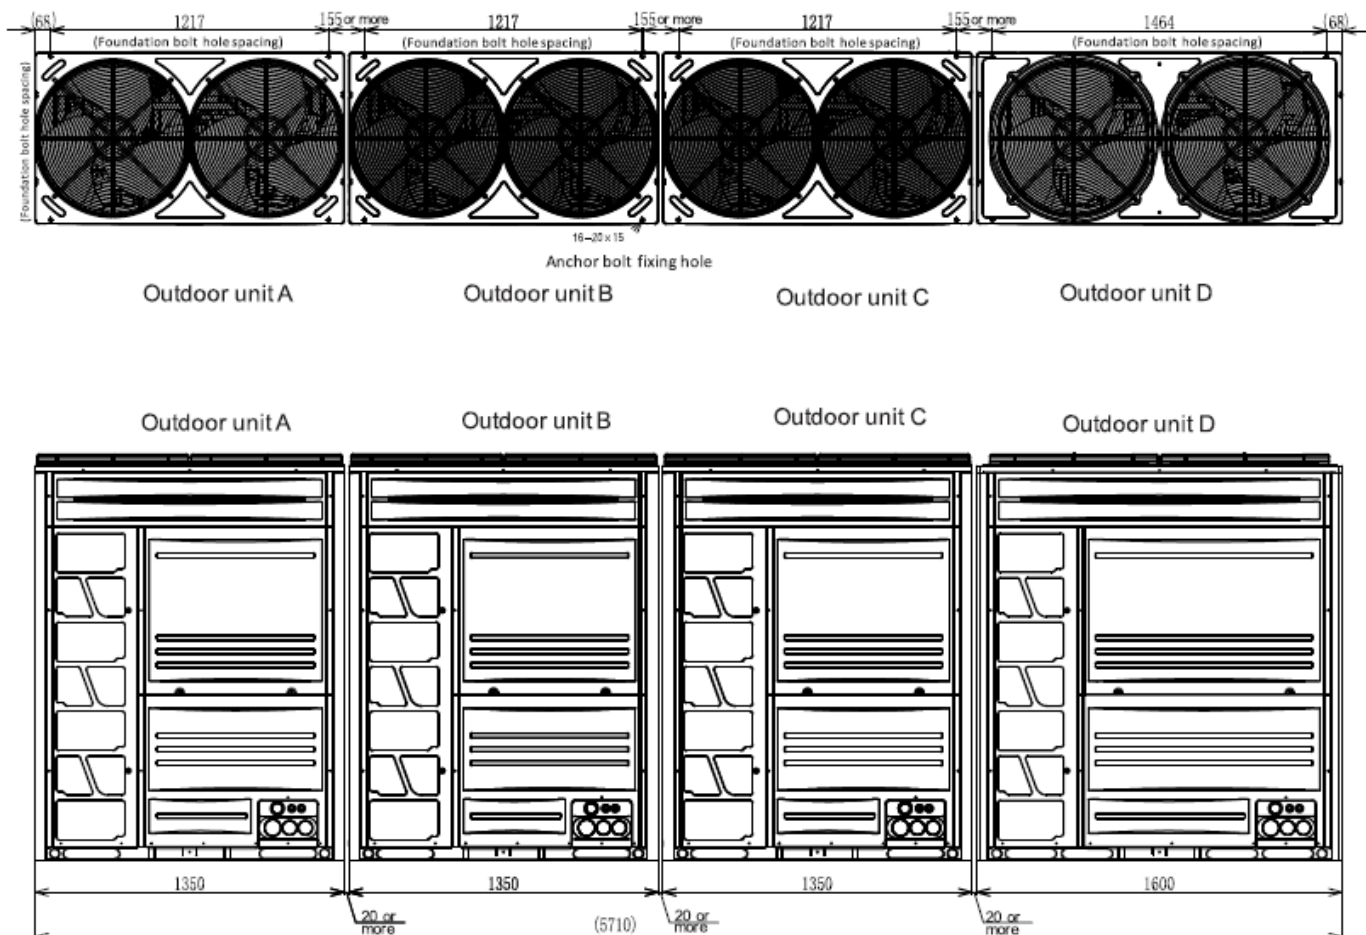 (68) 1217 155 or more 1217 155 or more 1217 155 or more 1464 (68)
(Foundation bolt hole spacing) (Foundation bolt hole spacing) (Foundation bolt hole spacing) (Foundation bolt hole spacing)
(Foundation bolt hole spacing)
16-20×15
Anchor bolt fixing hole
Outdoor unit A Outdoor unit B Outdoor unit C Outdoor unit D
Outdoor unit A Outdoor unit B Outdoor unit C Outdoor unit D
1350 1350 1350 1600
20 or
more
(5710)
20 or
more
20 or
more